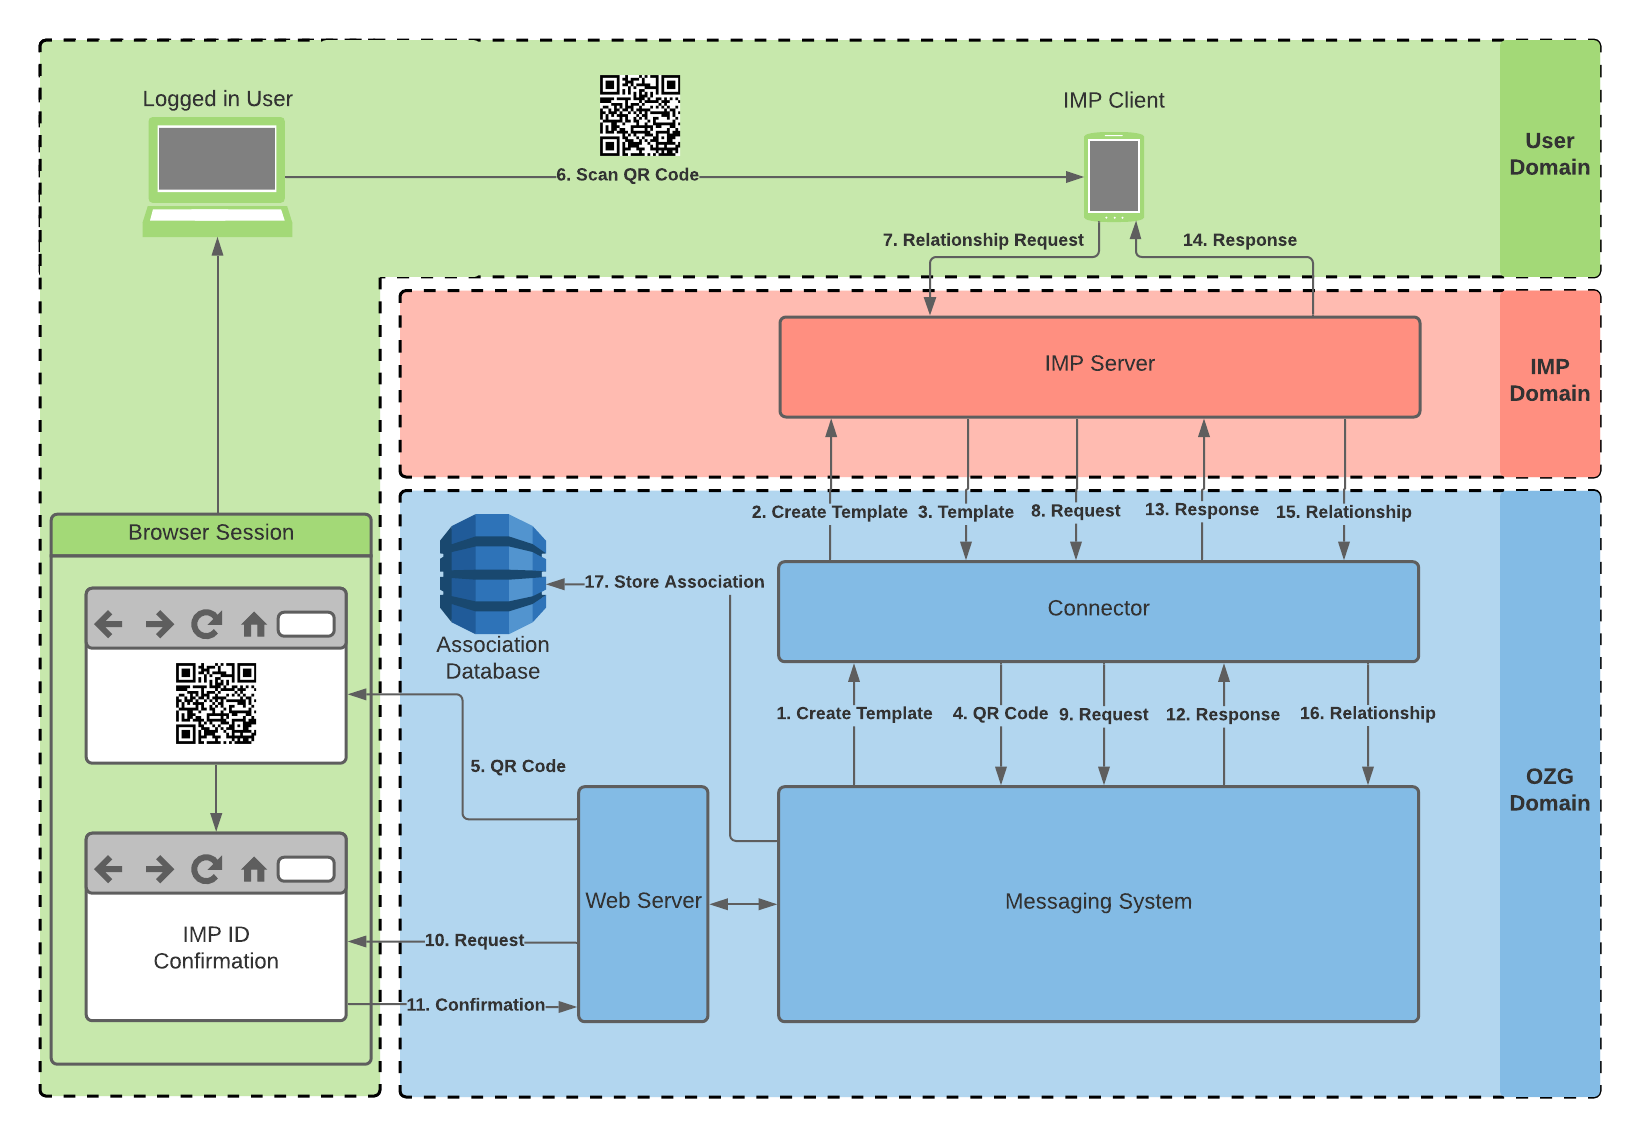 Logged in User
IMP Client
User
Domain
6. Scan QR Code
7. Relationship Request
14. Response
IMP Server
IMP
Domain
2. Create Template
3. Template
8. Request
13. Response
15. Relationship
Browser Session
17. Store Association
Connector
Association
Database
1. Create Template
4. QR Code
9. Request
12. Response
16. Relationship
5. QR Code
OZG
Domain
Web Server
Messaging System
IMP ID
Confirmation
10. Request
11. Confirmation